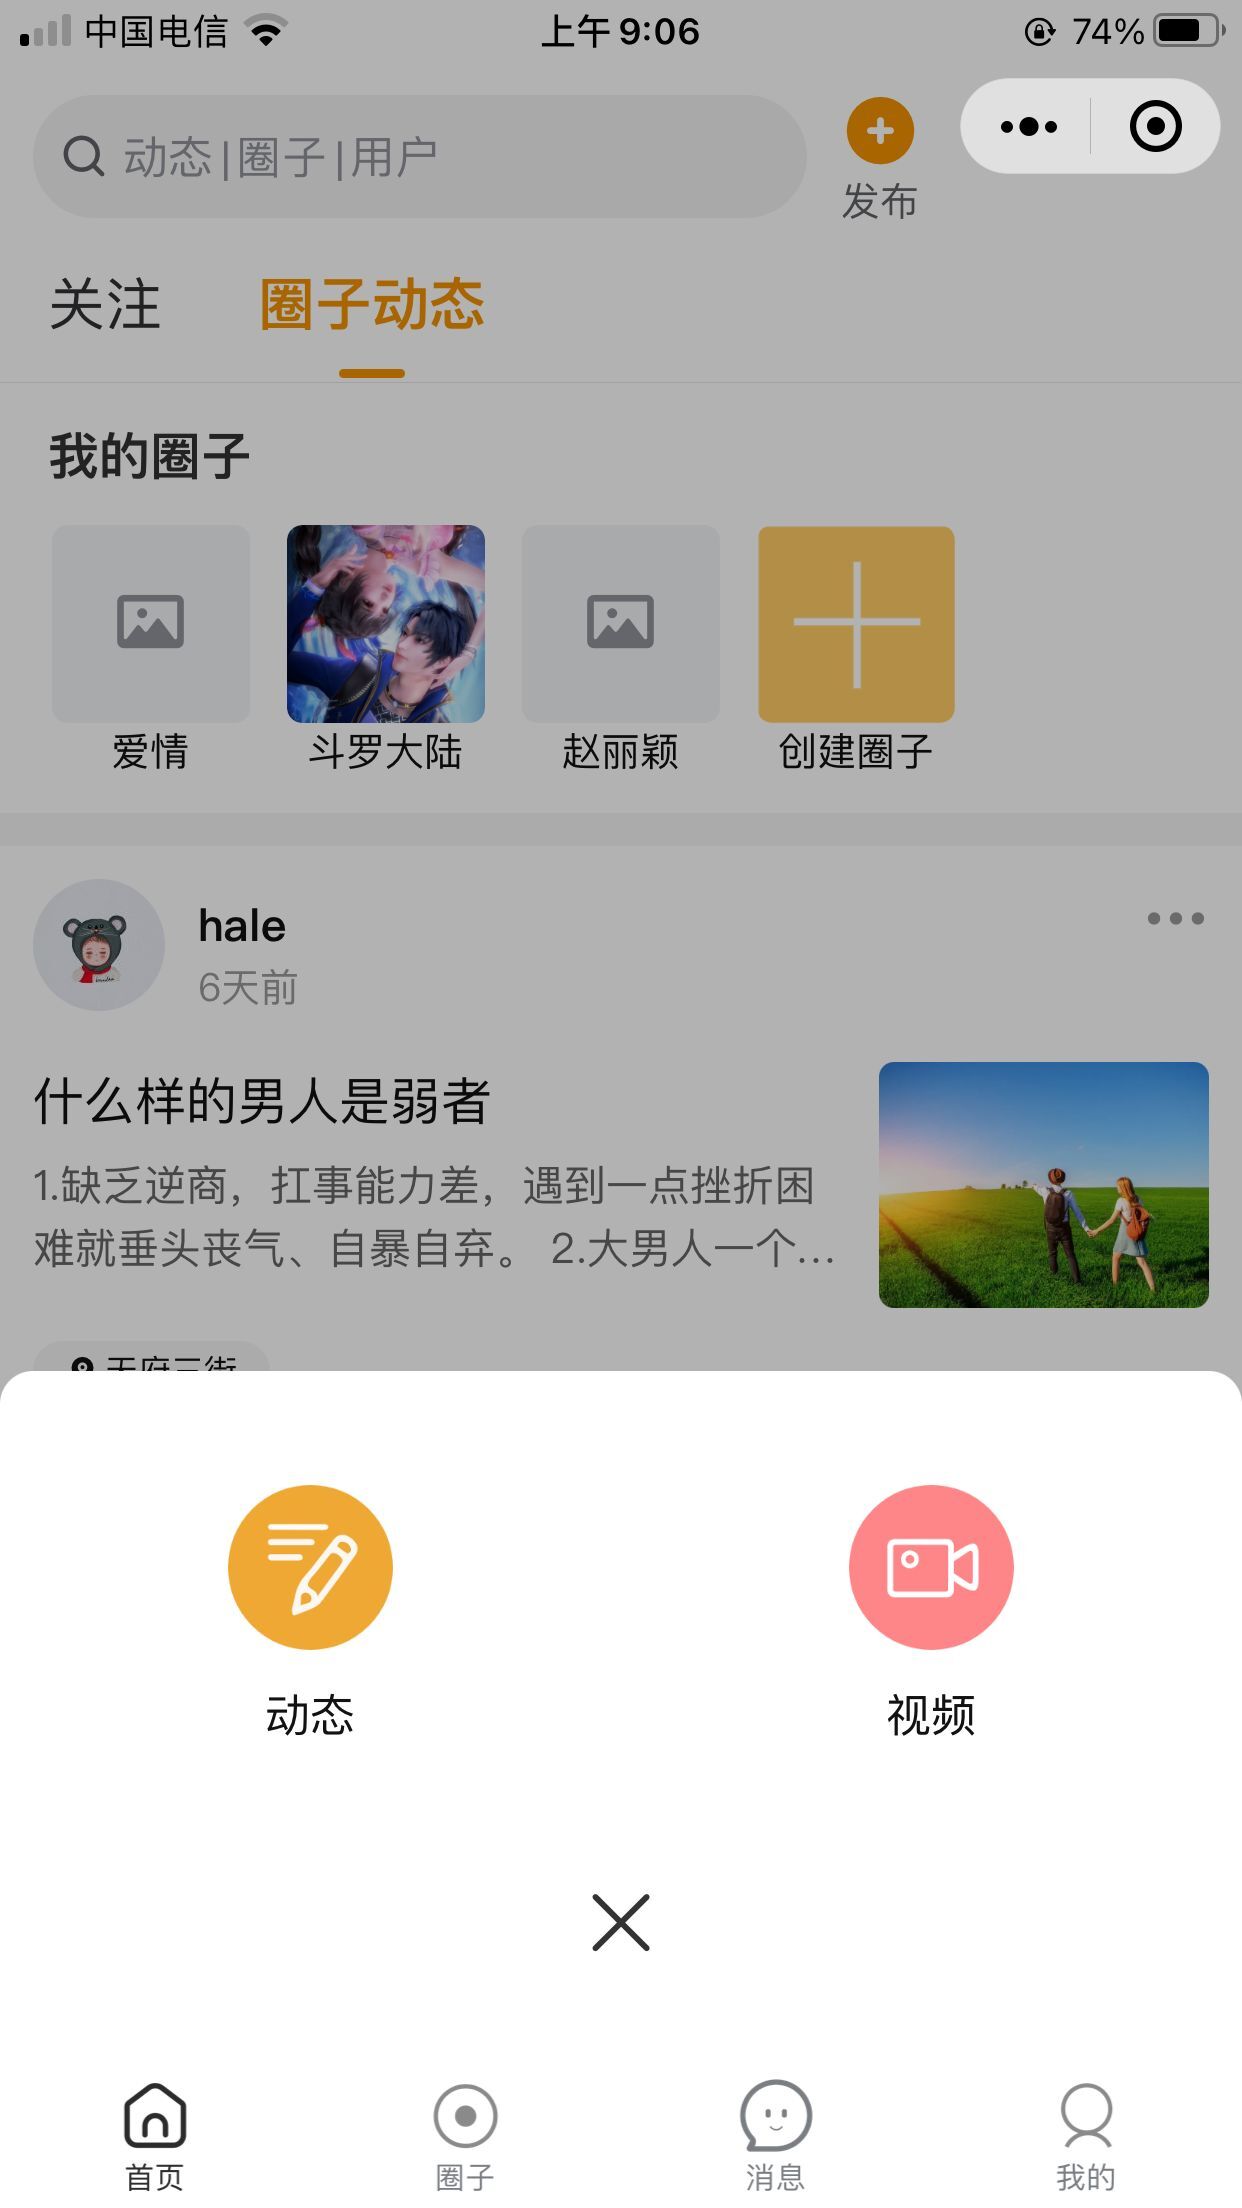 中国电信
上午 9:06
74%
动态|圈子|用户
发布
关注
圈子动态
我的圈子
爱情
斗罗大陆
赵丽颖
创建圈子
hale
6天前
什么样的男人是弱者
1.缺乏逆商，扛事能力差，遇到一点挫折困
难就垂头丧气、自暴自弃。 2.大男人一个...
天府三街
动态
视频
首页
圈子
消息
我的